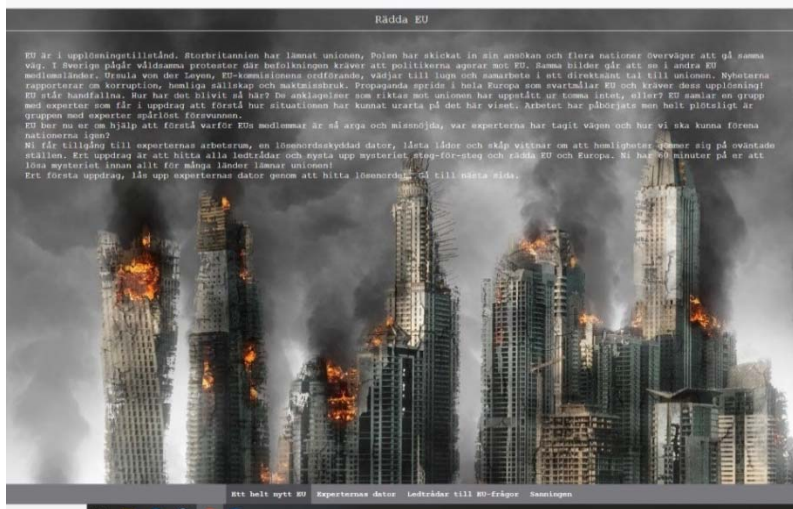 Rädda EU
EU är i upplösningstillstånd. Storbritannien har lämnat unionen, Polen har skickat in sin ansökan och flera nationer överväger att gå samma
väg. I Sverige pågår våldsamma protester där befolkningen kräver att politikerna agerar mot EU. Samma bilder går att se i andra EU
medlemsländer. Ursula von der Leyen, EU-kommissionens ordförande, vädjar till lugn och samarbete i ett direktsänt tal till unionen. Nyheterna
rapporterar om korruption, hemliga sällskap och maktmissbruk. Propaganda sprids i hela Europa som svartmålar EU och kräver dess upplösning!
EU står handfallna. Hur har det blivit så här? De anklagelser som riktas mot unionen har uppstått ur tomma intet, eller? EU samlar en grupp
med experter som får i uppdrag att förstå hur situationen har kunnat urarta på det här viset. Arbetet har påbörjats men helt plötsligt är
gruppen med experter spårlöst försvunnen.
EU ber nu er om hjälp att förstå varför EUs medlemmar är så arga och missnöjda, var experterna har tagit vägen och hur vi ska kunna förena
nationerna igen?
Ni får tillgång till experternas arbetsrum, en lösenordsskyddad dator, låsta lådor och skåp vittnar om att hemligheter gömmer sig på oväntade
ställen. Ert uppdrag är att hitta alla ledtrådar och nysta upp mysteriet steg-för-steg och rädda EU och Europa. Ni har 60 minuter på er att
lösa mysteriet innan allt för många länder lämnar unionen!
Ert första uppdrag, lås upp experternas dator genom att hitta lösenordet. Gå till nästa sida.
Ett helt nytt EU Experternas dator Ledtrådar till EU-frågor Sanningen